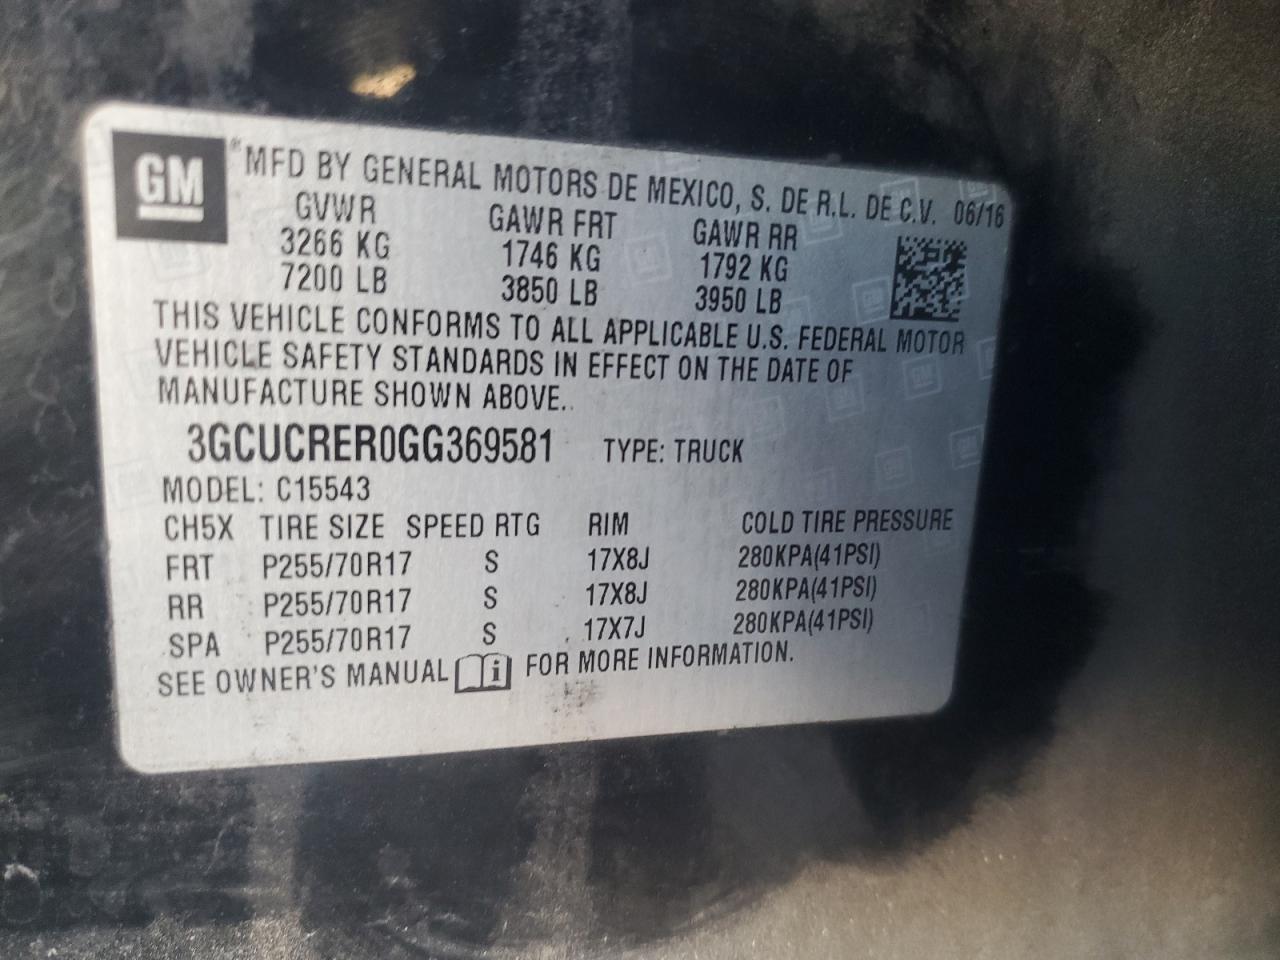 GM
® MFD BY GENERAL MOTORS DE MEXICO, S. DE R.L. DE C.V. 06/16
GVWR GAWR FRT GAWR RR
3266 KG 1746 KG 1792 KG
7200 LB 3850 LB 3950 LB
THIS VEHICLE CONFORMS TO ALL APPLICABLE U.S. FEDERAL MOTOR
VEHICLE SAFETY STANDARDS IN EFFECT ON THE DATE OF
MANUFACTURE SHOWN ABOVE.
3GCUCRER0GG369581 TYPE: TRUCK
MODEL: C15543
CH5X TIRE SIZE SPEED RTG RIM COLD TIRE PRESSURE
FRT P255/70R17 S 17X8J 280KPA(41PSI)
RR P255/70R17 S 17X8J 280KPA(41PSI)
SPA P255/70R17 S 17X7J 280KPA(41PSI)
SEE OWNER'S MANUAL i FOR MORE INFORMATION.